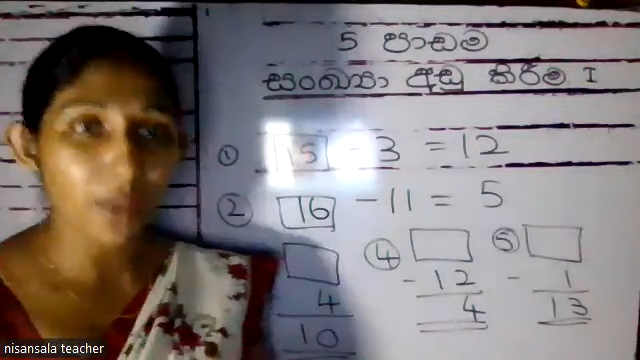 5 පාඩම
සංඛ්‍යා අඩු කිරීම I
① 15 - 3 = 12
② 16 - 11 = 5
4
10
④ - 12
4
⑤ - 1
13
nisansala teacher